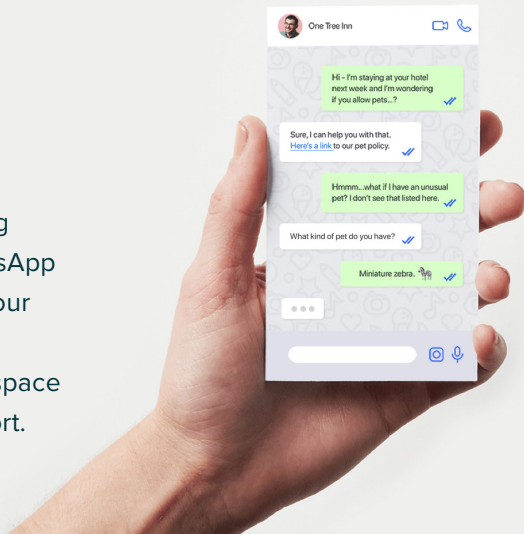 One Tree Inn
Hi - I'm staying at your hotel
next week and I'm wondering
if you allow pets...?
Sure, I can help you with that.
Here's a link to our pet policy.
Hmmm...what if I have an unusual
pet? I don't see that listed here.
What kind of pet do you have?
Miniature zebra. 🦓
g
sApp
our
space
rt.